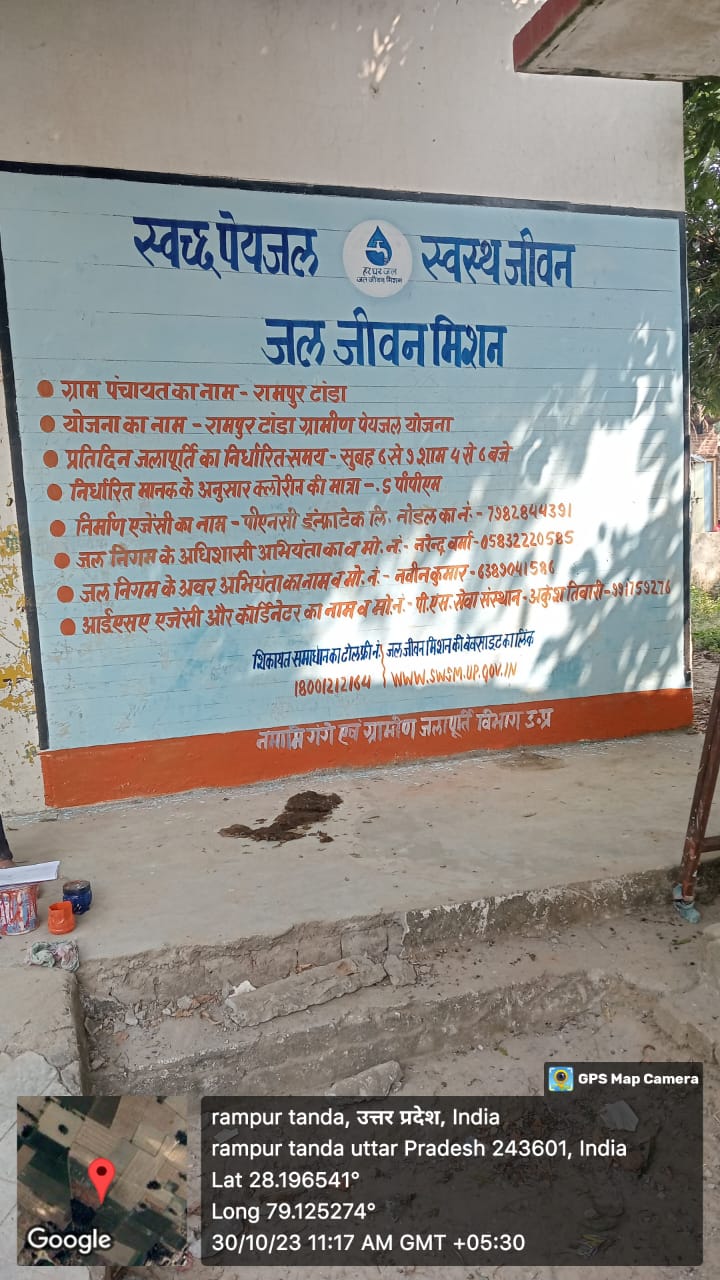 स्वच्छ पेयजल
हर घर जल
जल जीवन मिशन
स्वस्थ जीवन
जल जीवन मिशन
ग्राम पंचायत का नाम - रामपुर टांडा
योजना का नाम - रामपुर टांडा ग्रामीण पेयजल योजना
प्रतिदिन जलापूर्ति का निर्धारित समय - सुबह 6 से 9 शाम 4 से 6 बजे
निर्धारित मानक के अनुसार क्लोरीन की मात्रा - .5 पीपीएम
निर्माण एजेंसी का नाम - पीएनसी इंफ्राटेक लि. नोडल का नं.- 7982844391
जल निगम के अधिशासी अभियंता का व मो. नं.- नरेन्द्र वर्मा - 05832220585
जल निगम के अवर अभियंता का नाम व मो. नं. - नवीन कुमार - 6389041586
आईएसए एजेंसी और कॉर्डिनेटर का नाम व मो.नं.- पी.एस. सेवा संस्थान - अकुंश तिवारी -
शिकायत समाधान का टोल फ्री नं. जल जीवन मिशन की बेवसाइट का लिंक
18001212164 WWW.SWSM.UP.GOV.IN
नमामि गंगे एवं ग्रामीण जलापूर्ति विभाग उ.प्र
GPS Map Camera
rampur tanda, उत्तर प्रदेश, India
rampur tanda uttar Pradesh 243601, India
Lat 28.196541°
Long 79.125274°
30/10/23 11:17 AM GMT +05:30
Google